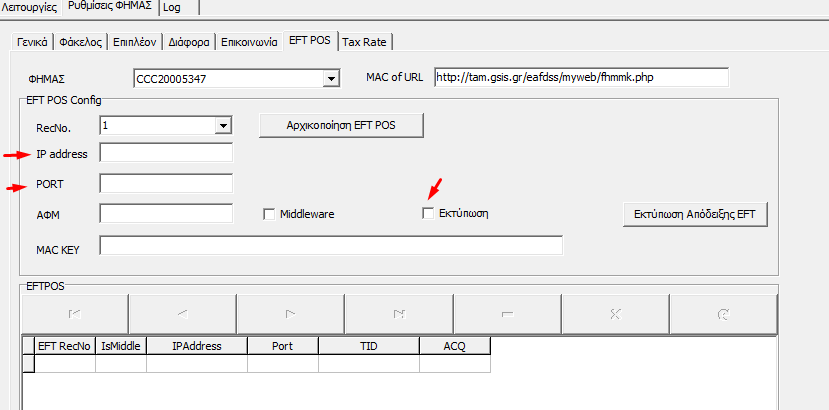 Λειτουργίες Ρυθμίσεις ΦΗΜΑΣ Log
Γενικά Φάκελος Επιπλέον Διάφορα Επικοινωνία EFT POS Tax Rate
ΦΗΜΑΣ CCC20005347 MAC of URL http://tam.gsis.gr/eafdss/myweb/fhmmk.php
EFT POS Config
RecNo. 1 Αρχικοποίηση EFT POS
IP address
PORT
ΑΦΜ Middleware Εκτύπωση Εκτύπωση Απόδειξης EFT
MAC KEY
EFTPOS
EFT RecNo IsMiddle IPAddress Port TID ACQ